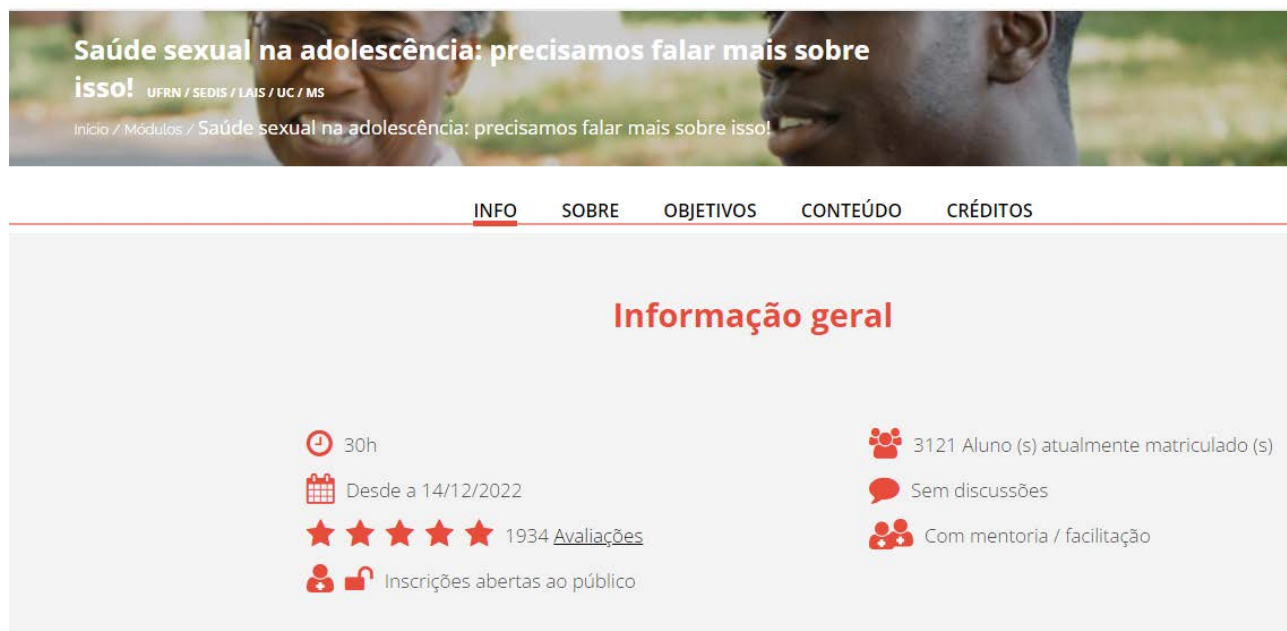 Saúde sexual na adolescência: precisamos falar mais sobre
isso! UFRN / SEDIS / LAIS / UC / MS
Início / Módulos / Saúde sexual na adolescência: precisamos falar mais sobre isso!
INFO SOBRE OBJETIVOS CONTEÚDO CRÉDITOS
Informação geral
30h
3121 Aluno (s) atualmente matriculado (s)
Desde a 14/12/2022
Sem discussões
1934 Avaliações
Com mentoria / facilitação
Inscrições abertas ao público